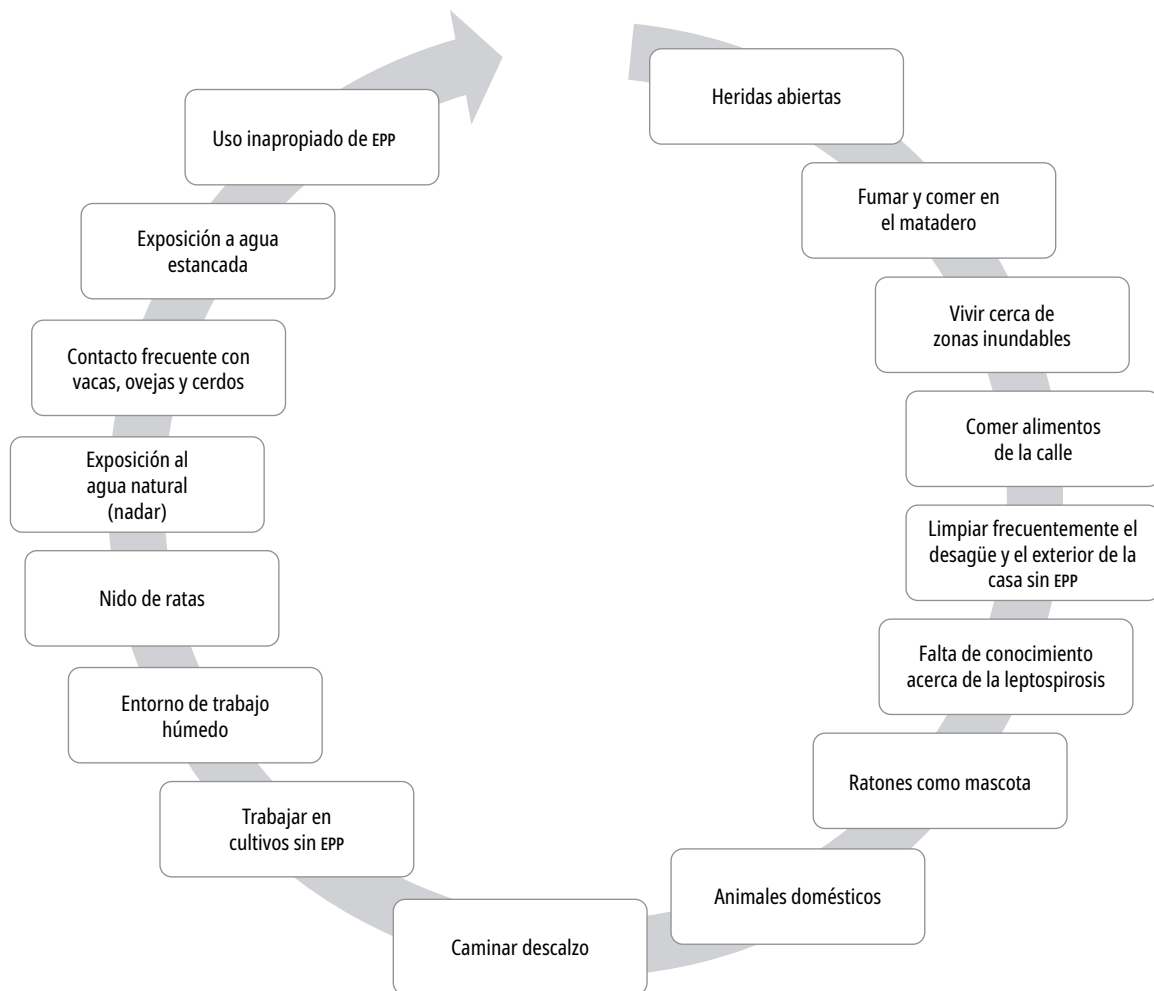 Heridas abiertas
Fumar y comer en
el matadero
Vivir cerca de
zonas inundables
Comer alimentos
de la calle
Limpiar frecuentemente el
desagüe y el exterior de la
casa sin EPP
Falta de conocimiento
acerca de la leptospirosis
Ratones como mascota
Animales domésticos
Caminar descalzo
Trabajar en
cultivos sin EPP
Entorno de trabajo
húmedo
Nido de ratas
Exposición al
agua natural
(nadar)
Contacto frecuente con
vacas, ovejas y cerdos
Exposición a agua
estancada
Uso inapropiado de EPP